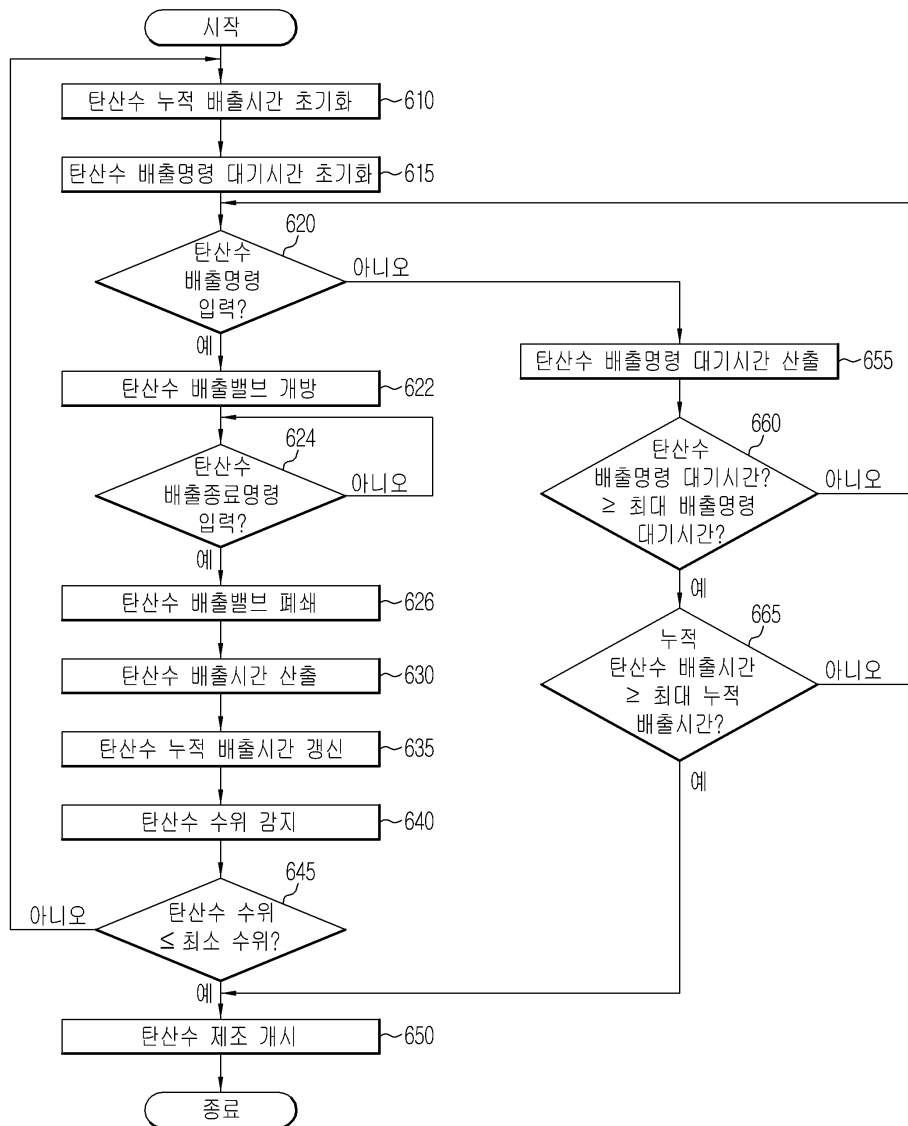 시작
탄산수 누적 배출시간 초기화
610
탄산수 배출명령 대기시간 초기화
615
620
탄산수
배출명령
입력?
아니오
예
탄산수 배출명령 대기시간 산출
655
탄산수 배출밸브 개방
622
624
탄산수
배출종료명령
입력?
아니오
예
660
탄산수
배출명령 대기시간?
≥ 최대 배출명령
대기시간?
아니오
예
탄산수 배출밸브 폐쇄
626
탄산수 배출시간 산출
630
665
누적
탄산수 배출시간
≥ 최대 누적
배출시간?
아니오
예
탄산수 누적 배출시간 갱신
635
탄산수 수위 감지
640
645
탄산수 수위
≤ 최소 수위?
아니오
예
탄산수 제조 개시
650
종료